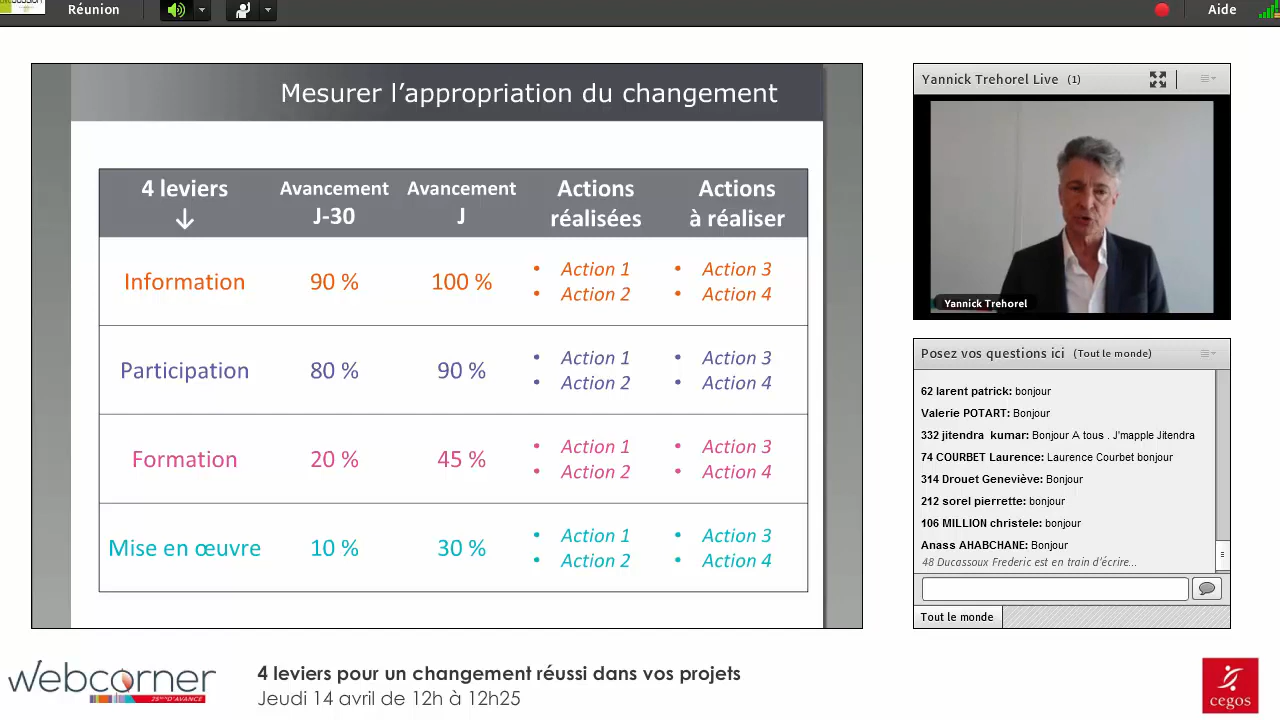 Réunion
Aide
Mesurer l’appropriation du changement
4 leviers
↓
Avancement
J-30
Avancement
J
Actions
réalisées
Actions
à réaliser
Information
90 %
100 %
• Action 1
• Action 2
• Action 3
• Action 4
Participation
80 %
90 %
• Action 1
• Action 2
• Action 3
• Action 4
Formation
20 %
45 %
• Action 1
• Action 2
• Action 3
• Action 4
Mise en œuvre
10 %
30 %
• Action 1
• Action 2
• Action 3
• Action 4
Yannick Trehorel Live (1)
Yannick Trehorel
Posez vos questions ici (Tout le monde)
62 larent patrick: bonjour
Valerie POTART: Bonjour
332 jitendra kumar: Bonjour A tous . J'mapple Jitendra
74 COURBET Laurence: Laurence Courbet bonjour
314 Drouet Geneviève: Bonjour
212 sorel pierrette: bonjour
106 MILLION christele: bonjour
Anass AHABCHANE: Bonjour
48 Ducassoux Frederic est en train d'écrire...
Tout le monde
webcorner
25min D'AVANCE
4 leviers pour un changement réussi dans vos projets
Jeudi 14 avril de 12h à 12h25
cegos